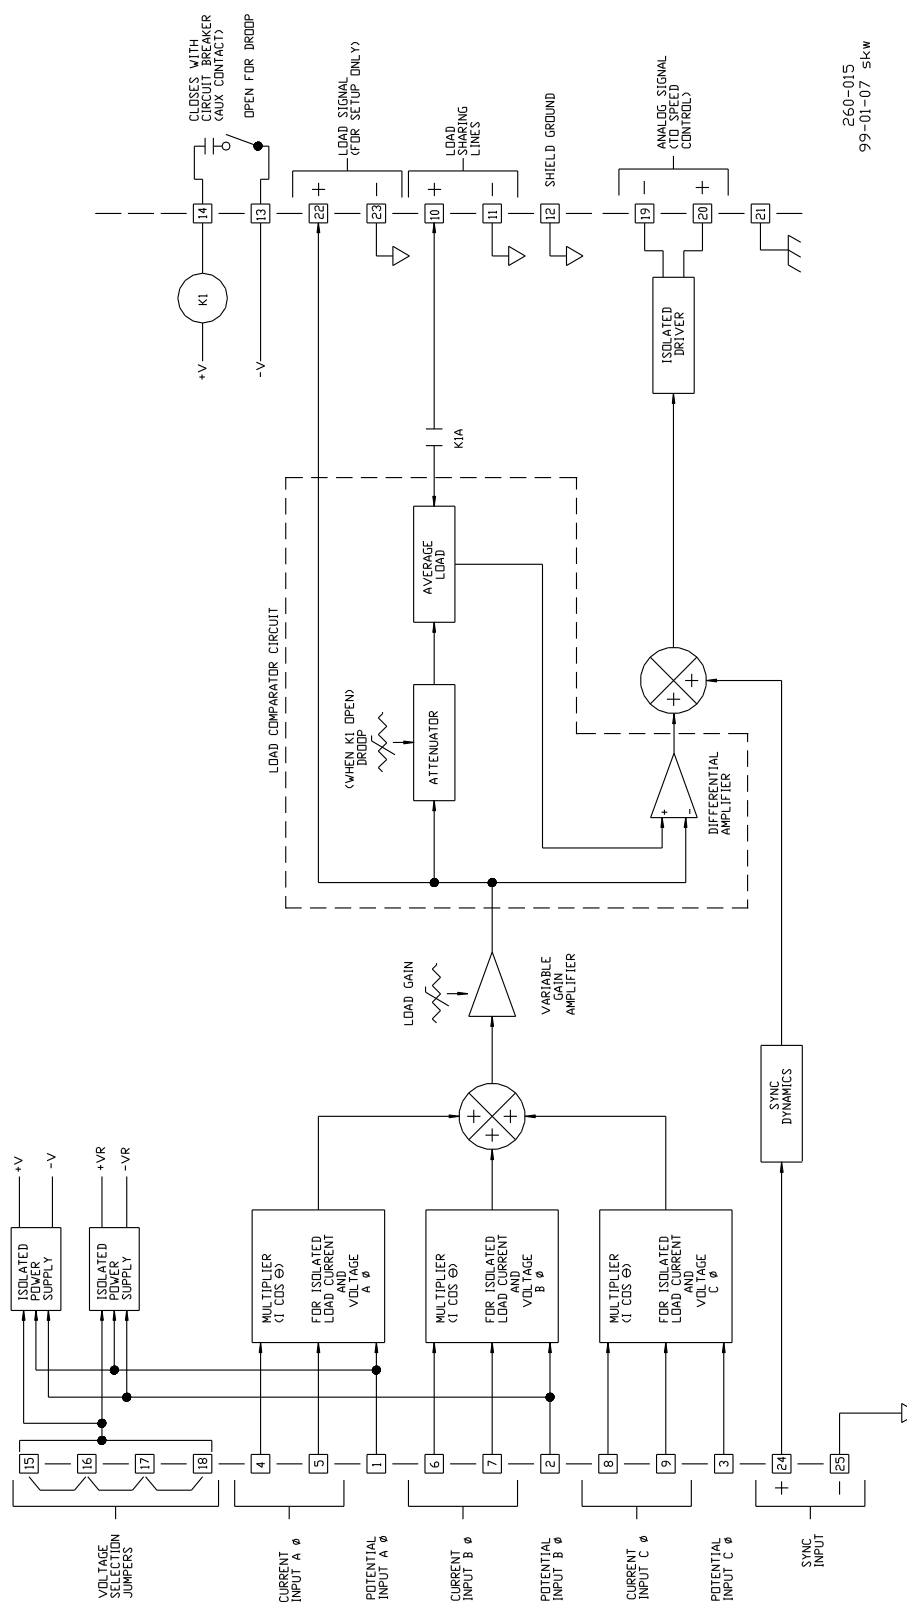 VOLTAGE
SELECTION
JUMPERS
15
16
17
18
ISOLATED
POWER
SUPPLY
+V
-V
ISOLATED
POWER
SUPPLY
+VR
-VR
CURRENT
INPUT A Ø
4
5
POTENTIAL
INPUT A Ø
1
MULTIPLIER
(I COS Θ)
FOR ISOLATED
LOAD CURRENT
AND
VOLTAGE
A Ø
CURRENT
INPUT B Ø
6
7
POTENTIAL
INPUT B Ø
2
MULTIPLIER
(I COS Θ)
FOR ISOLATED
LOAD CURRENT
AND
VOLTAGE
B Ø
CURRENT
INPUT C Ø
8
9
POTENTIAL
INPUT C Ø
3
MULTIPLIER
(I COS Θ)
FOR ISOLATED
LOAD CURRENT
AND
VOLTAGE
C Ø
SYNC
INPUT
+
24
-
25
SYNC
DYNAMICS
+
+
+
LOAD GAIN
VARIABLE
GAIN
AMPLIFIER
LOAD COMPARATOR CIRCUIT
(WHEN K1 OPEN)
DROOP
ATTENUATOR
AVERAGE
LOAD
+
-
DIFFERENTIAL
AMPLIFIER
+
+
K1A
ISOLATED
DRIVER
+V
K1
-V
14
13
CLOSES WITH
CIRCUIT BREAKER
(AUX CONTACT)
OPEN FOR DROOP
22
+
23
-
LOAD SIGNAL
(FOR SETUP ONLY)
10
+
11
-
LOAD
SHARING
LINES
12
SHIELD GROUND
19
-
20
+
ANALOG SIGNAL
(TO SPEED
CONTROL)
21
260-015
99-01-07 skw